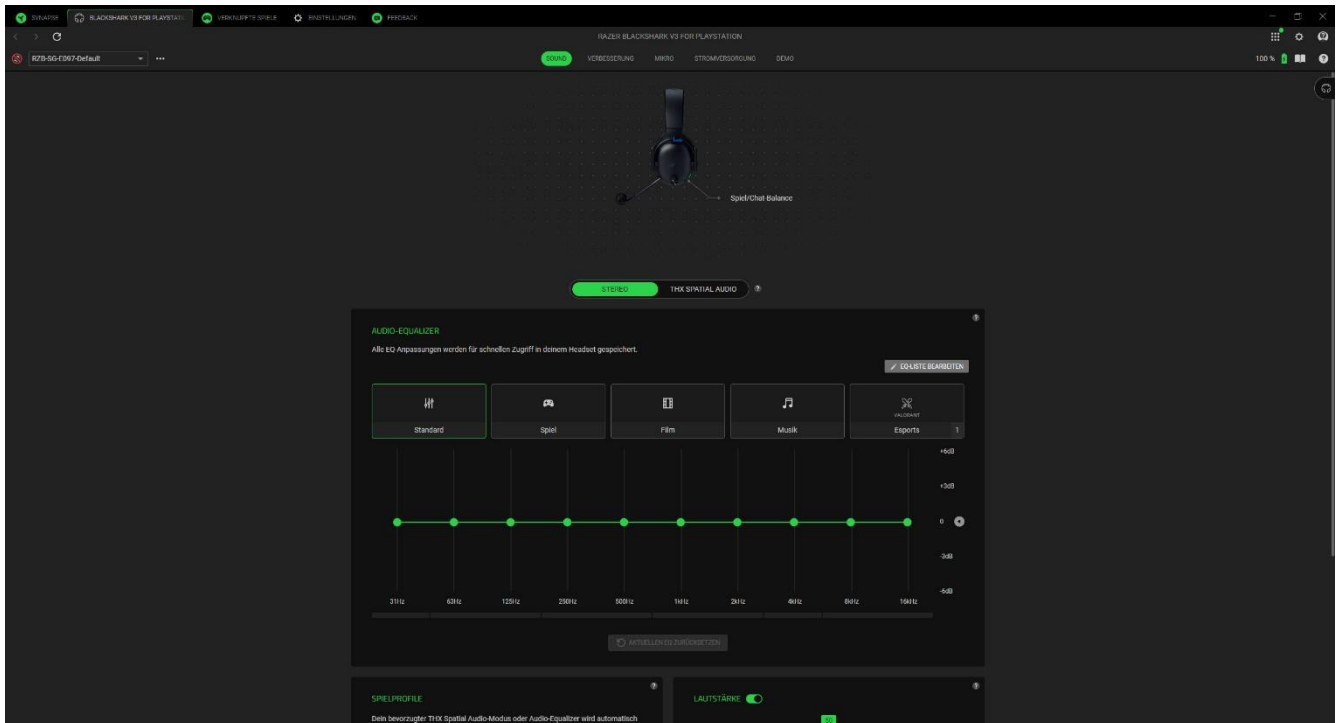 SYNAPSE
BLACKSHARK V3 FOR PLAYSTATI
VERKNÜPFTE SPIELE
EINSTELLUNGEN
FEEDBACK
RAZER BLACKSHARK V3 FOR PLAYSTATION
RZB-SG-E097-Default
SOUND
VERBESSERUNG
MIKRO
STROMVERSORGUNG
DEMO
100 %
Spiel/Chat-Balance
STEREO
THX SPATIAL AUDIO
AUDIO-EQUALIZER
Alle EQ-Anpassungen werden für schnellen Zugriff in deinem Headset gespeichert.
EQ-LISTE BEARBEITEN
Standard
Spiel
Film
Musik
VALORANT
Esports 1
+6dB
+3dB
0
-3dB
-6dB
31Hz
63Hz
125Hz
250Hz
500Hz
1kHz
2kHz
4kHz
8kHz
16kHz
AKTUELLEN EQ ZURÜCKSETZEN
SPIELPROFILE
Dein bevorzugter THX Spatial Audio-Modus oder Audio-Equalizer wird automatisch
LAUTSTÄRKE